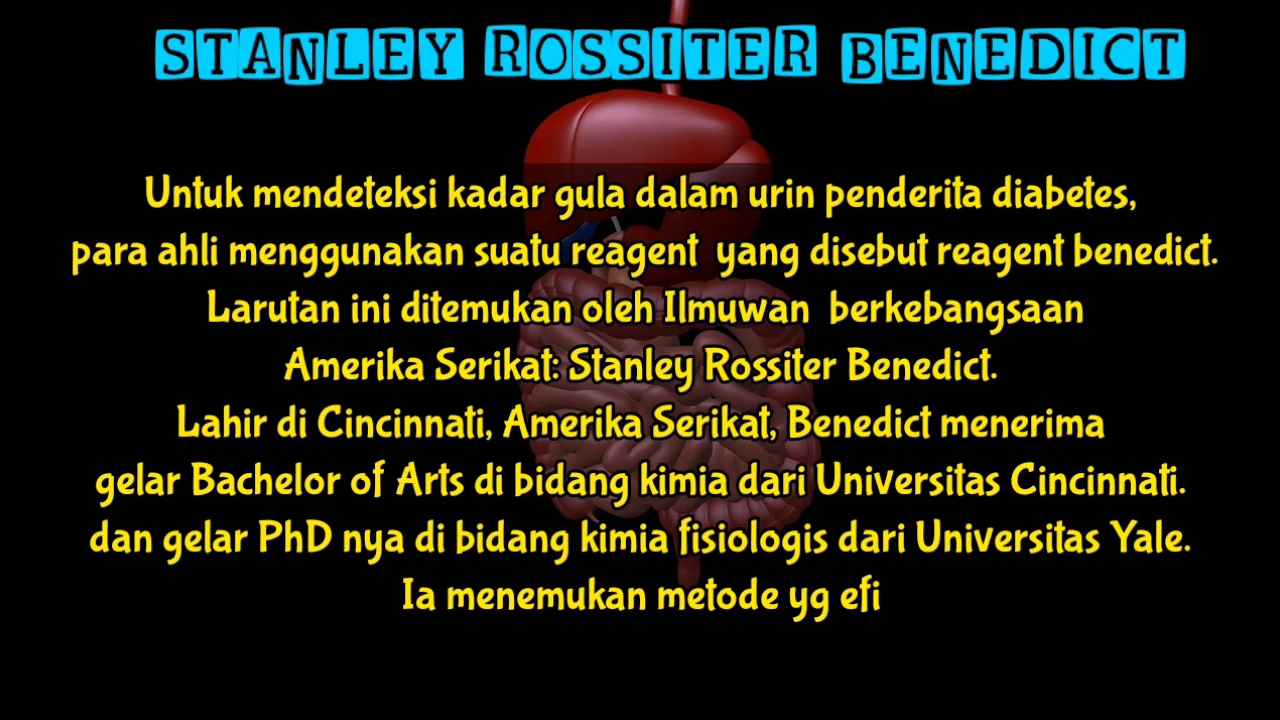 STANLEY ROSSITER BENEDICT
Untuk mendeteksi kadar gula dalam urin penderita diabetes,
para ahli menggunakan suatu reagent yang disebut reagent benedict.
Larutan ini ditemukan oleh Ilmuwan berkebangsaan
Amerika Serikat: Stanley Rossiter Benedict.
Lahir di Cincinnati, Amerika Serikat, Benedict menerima
gelar Bachelor of Arts di bidang kimia dari Universitas Cincinnati.
dan gelar PhD nya di bidang kimia fisiologis dari Universitas Yale.
Ia menemukan metode yg efi